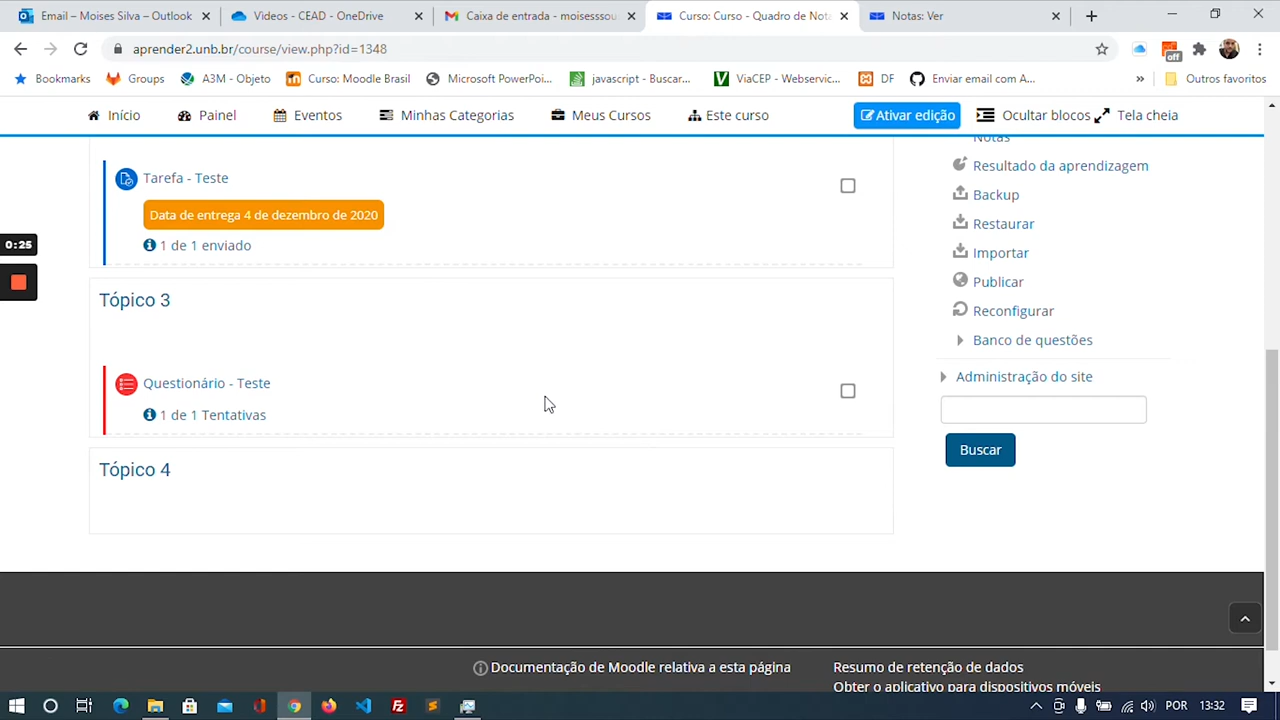 Email – Moises Silva – Outlook
Videos - CEAD - OneDrive
Caixa de entrada - moisesssou
Curso: Curso - Quadro de Nota
Notas: Ver
aprender2.unb.br/course/view.php?id=1348
Bookmarks
Groups
A3M - Objeto
Curso: Moodle Brasil
Microsoft PowerPoi...
javascript - Buscar...
ViaCEP - Webservic...
DF
Enviar email com A...
»
Outros favoritos
off
Início
Painel
Eventos
Minhas Categorias
Meus Cursos
Este curso
Ativar edição
Ocultar blocos
Tela cheia
Notas
Tarefa - Teste
Data de entrega 4 de dezembro de 2020
1 de 1 enviado
Tópico 3
Questionário - Teste
1 de 1 Tentativas
Tópico 4
Resultado da aprendizagem
Backup
Restaurar
Importar
Publicar
Reconfigurar
Banco de questões
Administração do site
Buscar
0:25
Documentação de Moodle relativa a esta página
Resumo de retenção de dados
Obter o aplicativo para dispositivos móveis
POR
13:32